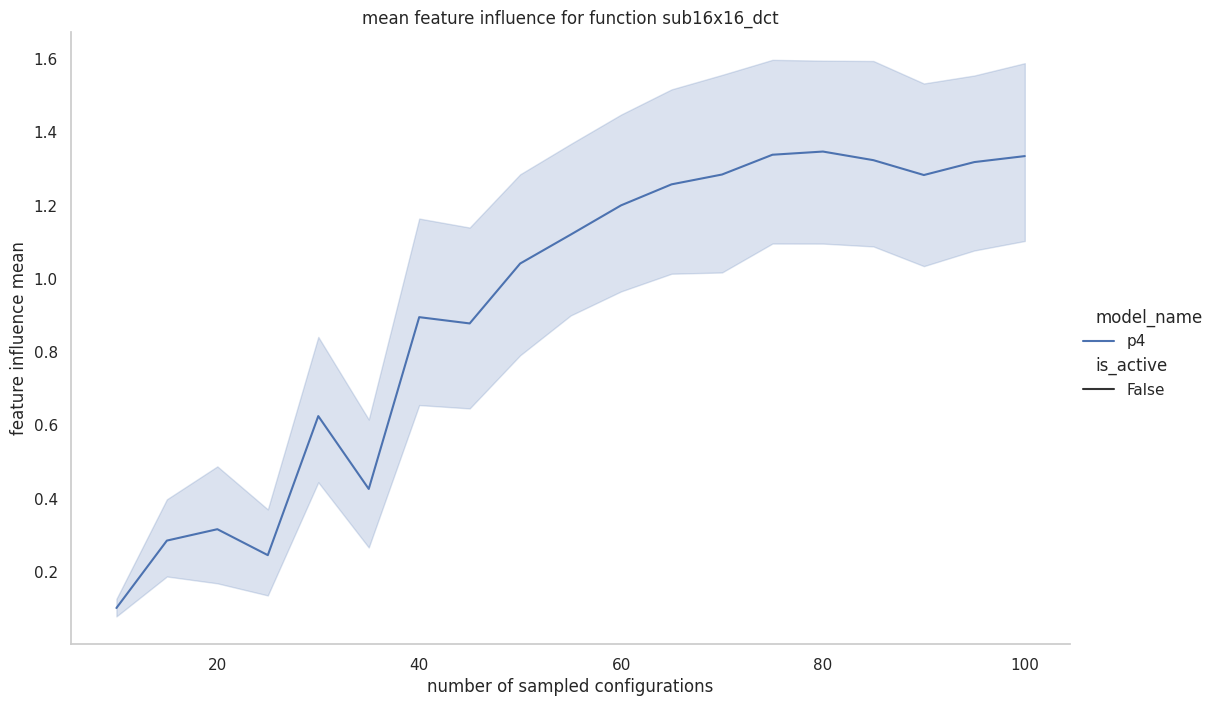 mean feature influence for function sub16x16_dct
1.6
1.4
1.2
1.0
0.8
0.6
0.4
0.2
feature influence mean
20
40
60
80
100
number of sampled configurations
model_name
p4
is_active
False